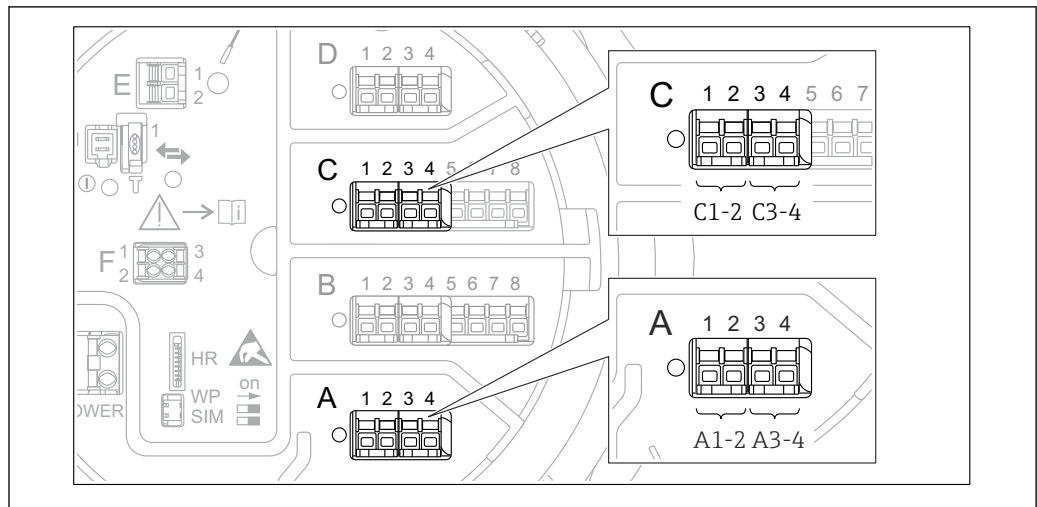 E 1
2
1
F 1 3
2 4
OWER
HR
WP on
SIM
D 1 2 3 4
C 1 2 3 4 5 6 7 8
B 1 2 3 4 5 6 7 8
A 1 2 3 4
C 1 2 3 4 5 6 7
C1-2 C3-4
A 1 2 3 4
A1-2 A3-4